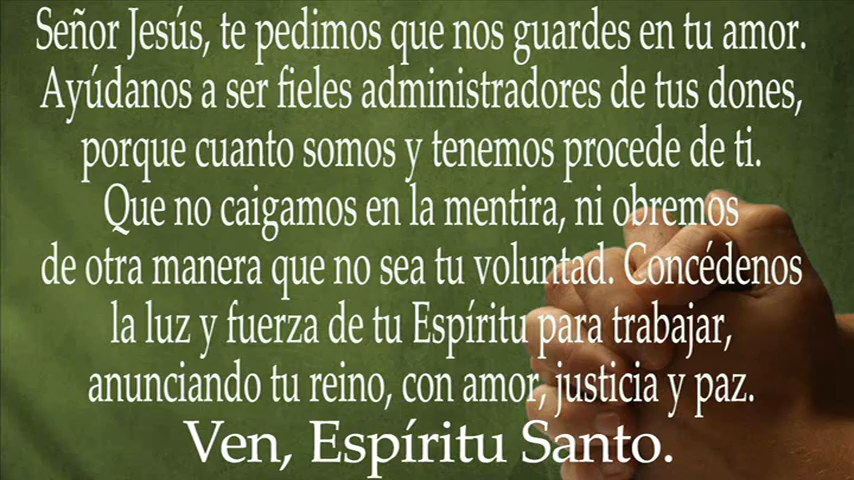 Señor Jesús, te pedimos que nos guardes en tu amor.
Ayúdanos a ser fieles administradores de tus dones,
porque cuanto somos y tenemos procede de ti.
Que no caigamos en la mentira, ni obremos
de otra manera que no sea tu voluntad. Concédenos
la luz y fuerza de tu Espíritu para trabajar,
anunciando tu reino, con amor, justicia y paz.
Ven, Espíritu Santo.